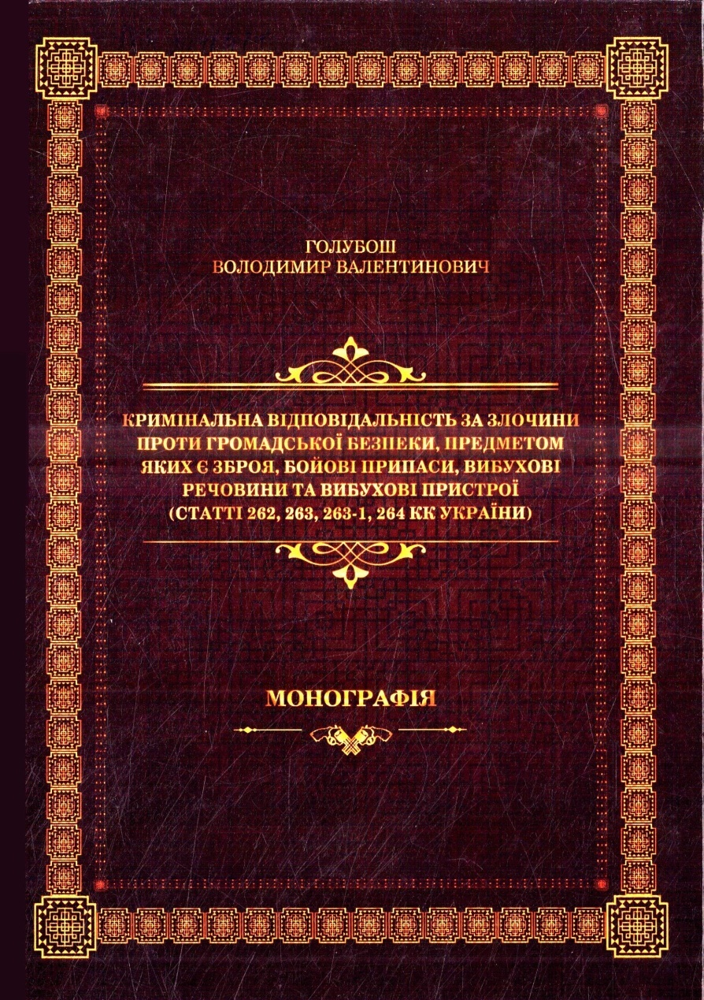 ГОЛУБОШ
ВОЛОДИМИР ВАЛЕНТИНОВИЧ
КРИМІНАЛЬНА ВІДПОВІДАЛЬНІСТЬ ЗА ЗЛОЧИНИ
ПРОТИ ГРОМАДСЬКОЇ БЕЗПЕКИ, ПРЕДМЕТОМ
ЯКИХ Є ЗБРОЯ, БОЙОВІ ПРИПАСИ, ВИБУХОВІ
РЕЧОВИНИ ТА ВИБУХОВІ ПРИСТРОЇ
(СТАТТІ 262, 263, 263-1, 264 КК УКРАЇНИ)
МОНОГРАФІЯ